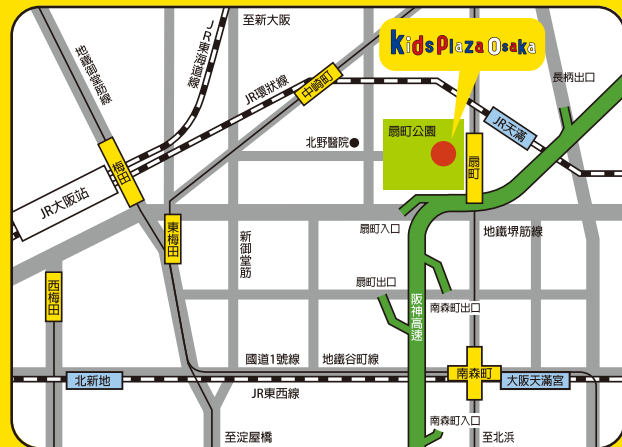 至新大阪
JR東海道線
地鐵御堂筋線
Kids Plaza Osaka
JR環狀線
中崎町
長柄出口
JR天滿
扇町公園
北野醫院
扇町
梅田
JR大阪站
東梅田
新御堂筋
扇町入口
地鐵堺筋線
西梅田
扇町出口
阪神高速
南森町出口
國道1號線
地鐵谷町線
北新地
南森町
大阪天滿宮
JR東西線
南森町入口
至淀屋橋
至北浜